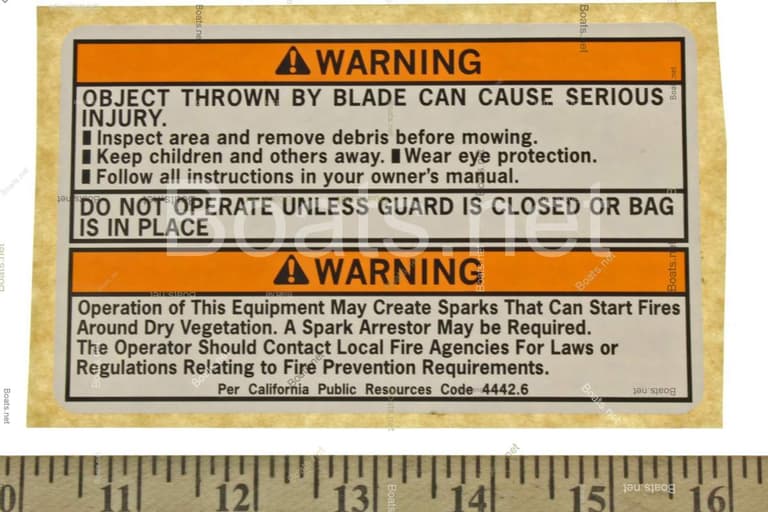 WARNING
OBJECT THROWN BY BLADE CAN CAUSE SERIOUS
INJURY.
▮ Inspect area and remove debris before mowing.
▮ Keep children and others away. ▮ Wear eye protection.
▮ Follow all instructions in your owner's manual.
DO NOT OPERATE UNLESS GUARD IS CLOSED OR BAG
IS IN PLACE
Boats.net
WARNING
Operation of This Equipment May Create Sparks That Can Start Fires
Around Dry Vegetation. A Spark Arrestor May be Required.
The Operator Should Contact Local Fire Agencies For Laws or
Regulations Relating to Fire Prevention Requirements.
Per California Public Resources Code 4442.6
0 11 12 13 14 15 16